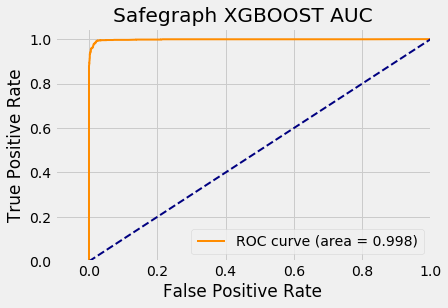 Safegraph XGBOOST AUC
True Positive Rate
1.0
0.8
0.6
0.4
0.2
0.0
ROC curve (area = 0.998)
0.0 0.2 0.4 0.6 0.8 1.0
False Positive Rate